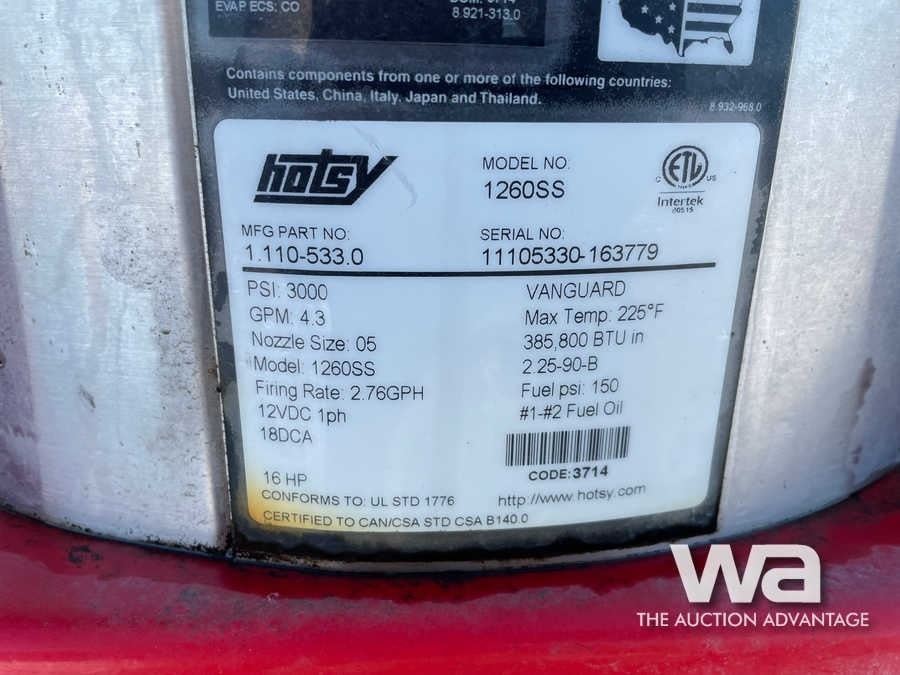 EVAP ECS: CO
8.921-313.0
Contains components from one or more of the following countries:
United States, China, Italy, Japan and Thailand.
8.932-968.0
hotsy
MODEL NO:
1260SS
ETL
C US
Intertek
MFG PART NO:
1.110-533.0
SERIAL NO:
11105330-163779
PSI: 3000
GPM: 4.3
Nozzle Size: 05
Model: 1260SS
Firing Rate: 2.76GPH
12VDC 1ph
18DCA
16 HP
CONFORMS TO: UL STD 1776
CERTIFIED TO CAN/CSA STD CSA B140.0
VANGUARD
Max Temp: 225°F
385,800 BTU in
2.25-90-B
Fuel psi: 150
#1-#2 Fuel Oil
CODE:3714
http://www.hotsy.com
wa
THE AUCTION ADVANTAGE